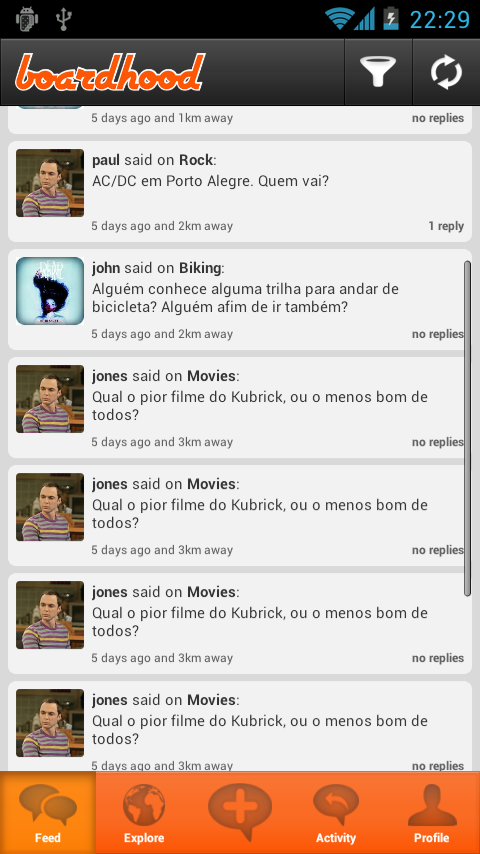 22:29
boardhood
5 days ago and 1km away no replies
paul said on Rock:
AC/DC em Porto Alegre. Quem vai?
5 days ago and 2km away 1 reply
john said on Biking:
Alguém conhece alguma trilha para andar de
bicicleta? Alguém afim de ir também?
5 days ago and 2km away no replies
jones said on Movies:
Qual o pior filme do Kubrick, ou o menos bom de
todos?
5 days ago and 3km away no replies
jones said on Movies:
Qual o pior filme do Kubrick, ou o menos bom de
todos?
5 days ago and 3km away no replies
jones said on Movies:
Qual o pior filme do Kubrick, ou o menos bom de
todos?
5 days ago and 3km away no replies
jones said on Movies:
Qual o pior filme do Kubrick, ou o menos bom de
todos?
5 days ago and 3km away no replies
Feed Explore Activity Profile